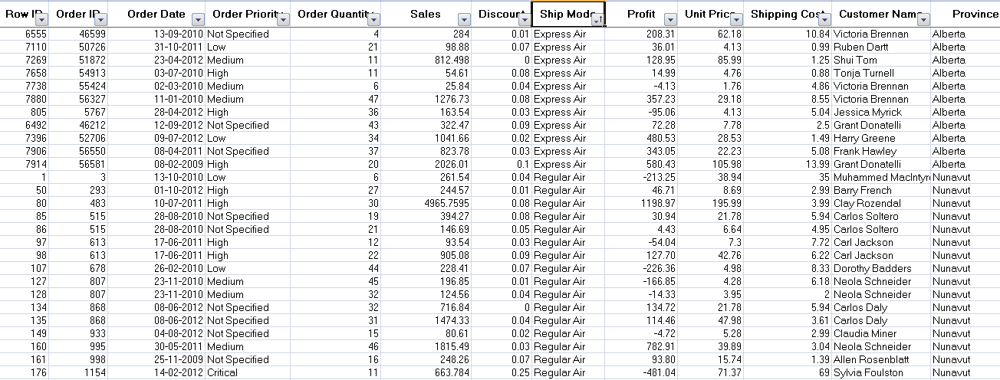 Row ID Order ID Order Date Order Priorit Order Quantity Sales Discoun Ship Mode Profit Unit Price Shipping Cost Customer Name Province
6555 46599 13-09-2010 Not Specified 4 284 0.01 Express Air 208.31 62.18 10.84 Victoria Brennan Alberta
7110 50726 31-10-2011 Low 21 98.88 0.07 Express Air 36.01 4.13 0.99 Ruben Dartt Alberta
7269 51872 23-04-2012 Medium 11 812.498 0 Express Air 128.95 85.99 1.25 Shui Tom Alberta
7658 54913 03-07-2010 High 11 54.61 0.08 Express Air 14.99 4.76 0.88 Tonja Turnell Alberta
7738 55424 02-03-2010 Medium 6 25.84 0.04 Express Air -4.13 1.76 4.86 Victoria Brennan Alberta
7880 56327 11-01-2010 Medium 47 1276.73 0.08 Express Air 357.23 29.18 8.55 Victoria Brennan Alberta
805 5767 28-04-2012 High 36 163.54 0.03 Express Air -95.06 4.13 5.04 Jessica Myrick Alberta
6492 46212 12-09-2012 Not Specified 43 322.47 0.09 Express Air 72.28 7.78 2.5 Grant Donatelli Alberta
7396 52706 09-07-2012 Low 34 1041.66 0.02 Express Air 480.53 28.53 1.49 Harry Greene Alberta
7906 56550 08-04-2011 Not Specified 37 823.78 0.03 Express Air 343.05 22.23 5.08 Frank Hawley Alberta
7914 56581 08-02-2009 High 20 2026.01 0.1 Express Air 580.43 105.98 13.99 Grant Donatelli Alberta
1 3 13-10-2010 Low 6 261.54 0.04 Regular Air -213.25 38.94 35 Muhammed MacIntyr Nunavut
50 293 01-10-2012 High 27 244.57 0.01 Regular Air 46.71 8.69 2.99 Barry French Nunavut
80 483 10-07-2011 High 30 4965.7595 0.08 Regular Air 1198.97 195.99 3.99 Clay Rozendal Nunavut
85 515 28-08-2010 Not Specified 19 394.27 0.08 Regular Air 30.94 21.78 5.94 Carlos Soltero Nunavut
86 515 28-08-2010 Not Specified 21 146.69 0.05 Regular Air 4.43 6.64 4.95 Carlos Soltero Nunavut
97 613 17-06-2011 High 12 93.54 0.03 Regular Air -54.04 7.3 7.72 Carl Jackson Nunavut
98 613 17-06-2011 High 22 905.08 0.09 Regular Air 127.70 42.76 6.22 Carl Jackson Nunavut
107 678 26-02-2010 Low 44 228.41 0.07 Regular Air -226.36 4.98 8.33 Dorothy Badders Nunavut
127 807 23-11-2010 Medium 45 196.85 0.01 Regular Air -166.85 4.28 6.18 Neola Schneider Nunavut
128 807 23-11-2010 Medium 32 124.56 0.04 Regular Air -14.33 3.95 2 Neola Schneider Nunavut
134 868 08-06-2012 Not Specified 32 716.84 0 Regular Air 134.72 21.78 5.94 Carlos Daly Nunavut
135 868 08-06-2012 Not Specified 31 1474.33 0.04 Regular Air 114.46 47.98 3.61 Carlos Daly Nunavut
149 933 04-08-2012 Not Specified 15 80.61 0.02 Regular Air -4.72 5.28 2.99 Claudia Miner Nunavut
160 995 30-05-2011 Medium 46 1815.49 0.03 Regular Air 782.91 39.89 3.04 Neola Schneider Nunavut
161 998 25-11-2009 Not Specified 16 248.26 0.07 Regular Air 93.80 15.74 1.39 Allen Rosenblatt Nunavut
176 1154 14-02-2012 Critical 11 663.784 0.25 Regular Air -481.04 71.37 69 Sylvia Foulston Nunavut